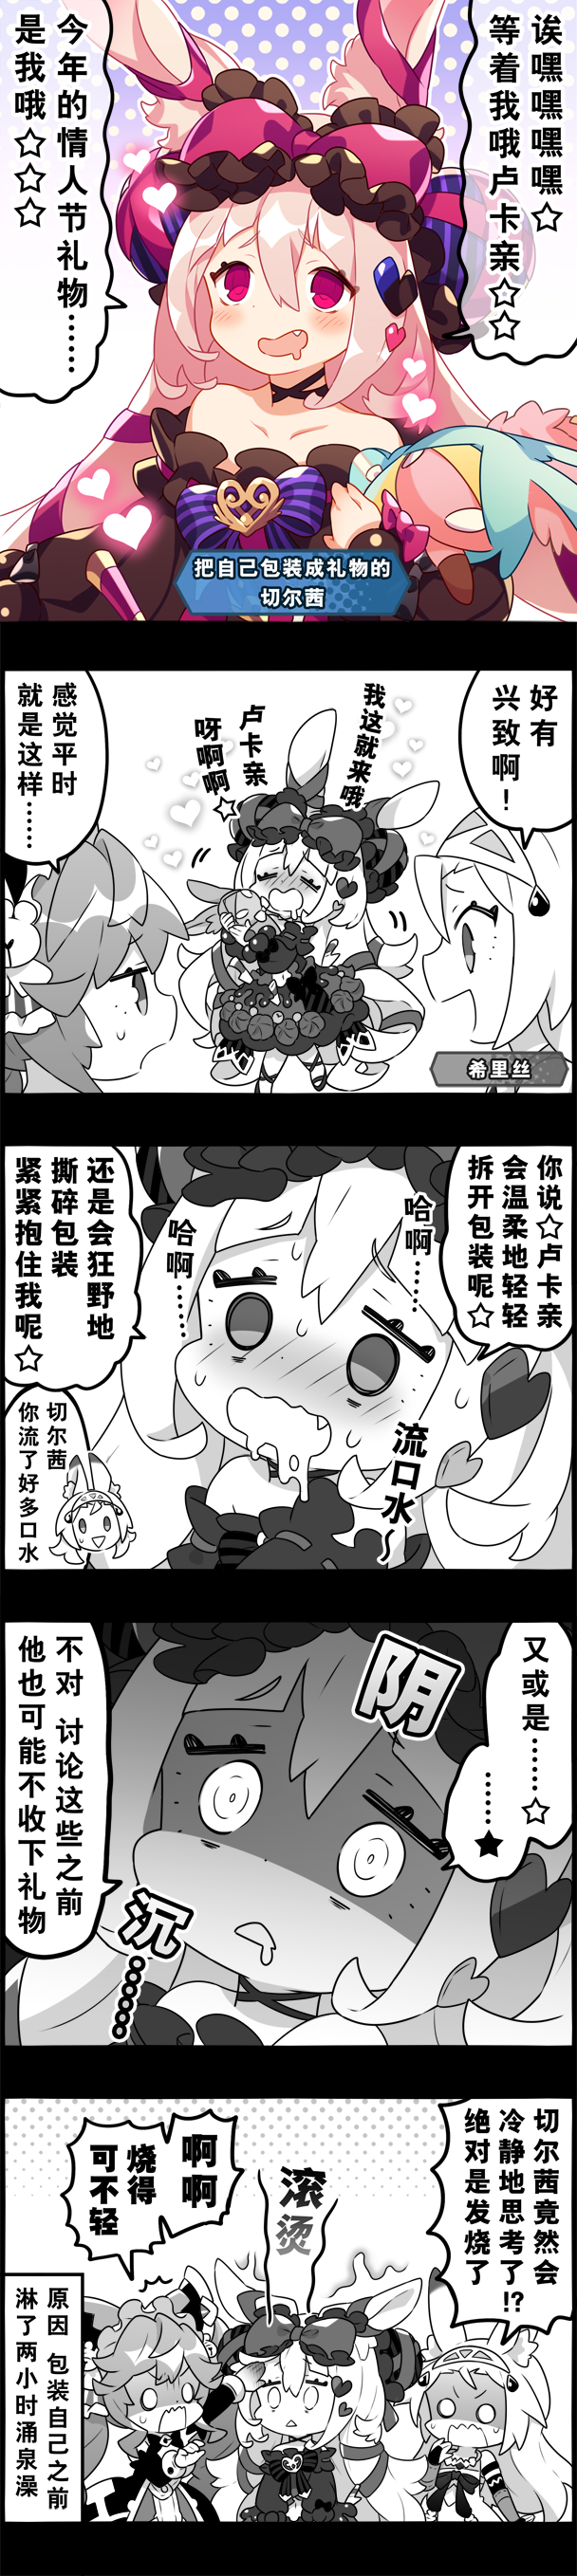 诶嘿嘿嘿嘿☆
等着我哦卢卡亲☆☆
今年的情人节礼物……
是我哦☆☆☆
把自己包装成礼物的
切尔茜
好有
兴致啊！
我这就来哦
卢卡亲
呀啊啊☆
感觉平时
就是这样……
希里丝
你说☆卢卡亲
会温柔地轻轻
拆开包装呢☆
哈啊……
哈啊……
还是会狂野地
撕碎包装
紧紧抱住我呢☆
流口水～
切尔茜
你流了好多口水
又或是……☆
……★
阴
不对 讨论这些之前
他也可能不收下礼物
沉………
切尔茜竟然会
冷静地思考了!?
绝对是发烧了
滚烫
啊啊
烧得
可不轻
原因 包装自己之前
淋了两小时涌泉澡